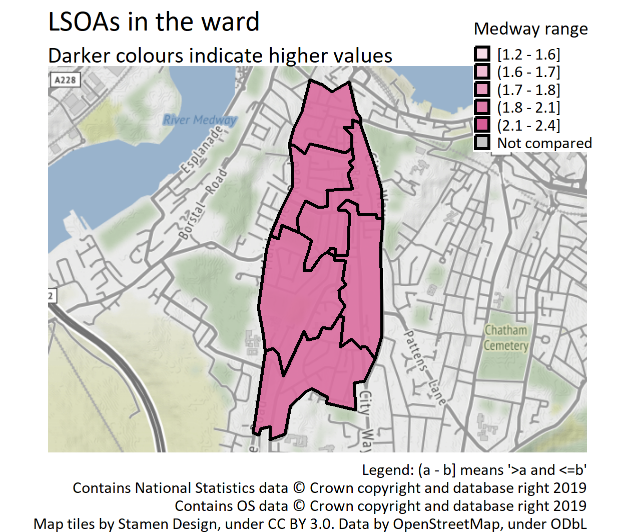 LSOAs in the ward
Darker colours indicate higher values
Medway range
[1.2 - 1.6]
(1.6 - 1.7]
(1.7 - 1.8]
(1.8 - 2.1]
(2.1 - 2.4]
Not compared
A228
River Medway
Esplanade
Borstal - Road
2
Chatham
Cemetery
Pattens - Lane
City - Way
Legend: (a - b] means '>a and <=b'
Contains National Statistics data © Crown copyright and database right 2019
Contains OS data © Crown copyright and database right 2019
Map tiles by Stamen Design, under CC BY 3.0. Data by OpenStreetMap, under ODbL